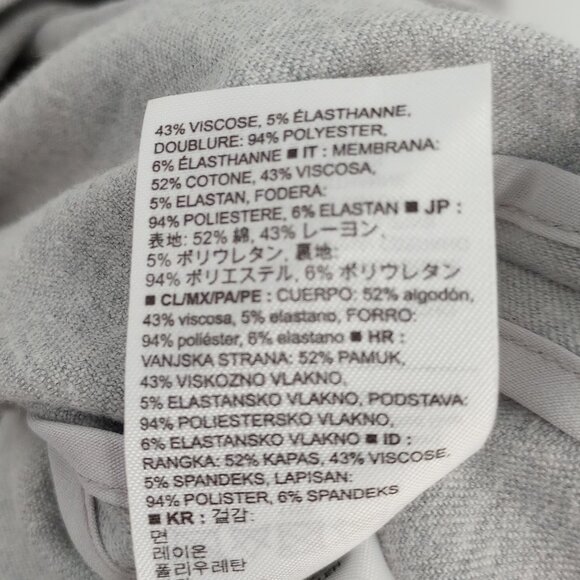 43% VISCOSE, 5% ÉLASTHANNE,
DOUBLURE: 94% POLYESTER,
6% ÉLASTHANNE ■ IT : MEMBRANA:
52% COTONE, 43% VISCOSA,
5% ELASTAN, FODERA:
94% POLIESTERE, 6% ELASTAN ■ JP :
表地: 52% 綿, 43% レーヨン,
5% ポリウレタン, 裏地:
94% ポリエステル, 6% ポリウレタン
■ CL/MX/PA/PE : CUERPO: 52% algodón,
43% viscosa, 5% elastano, FORRO:
94% poliéster, 6% elastano ■ HR :
VANJSKA STRANA: 52% PAMUK,
43% VISKOZNO VLAKNO,
5% ELASTANSKO VLAKNO, PODSTAVA:
94% POLIESTERSKO VLAKNO,
6% ELASTANSKO VLAKNO ■ ID :
RANGKA: 52% KAPAS, 43% VISCOSE,
5% SPANDEKS, LAPISAN:
94% POLISTER, 6% SPANDEKS
■ KR : 겉감:
면
레이온
폴리우레탄